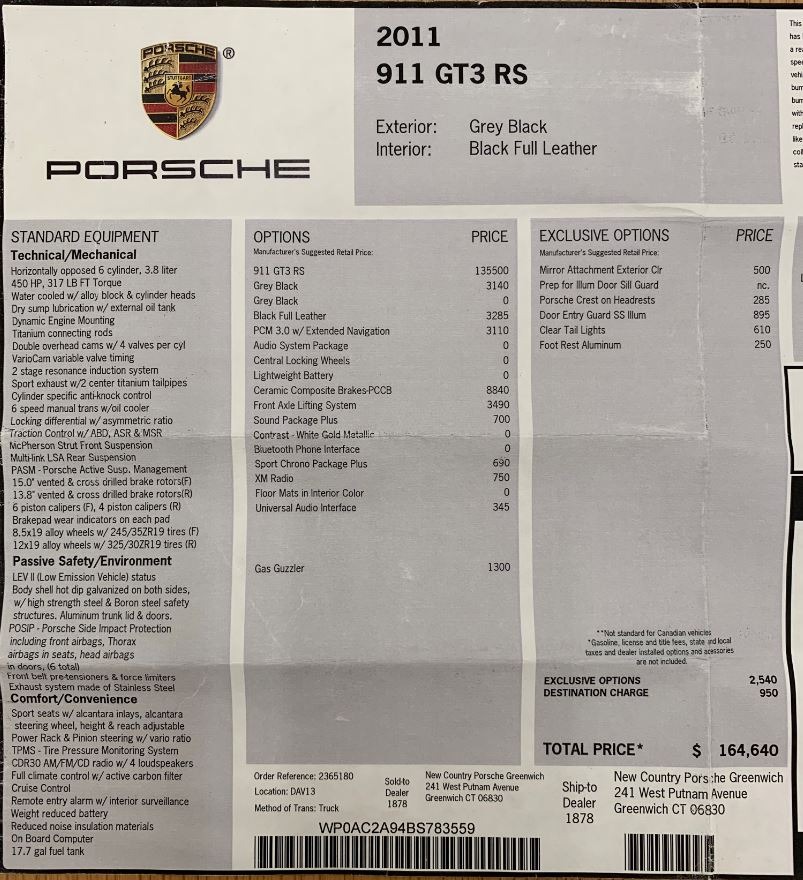 PORSCHE
STUTTGART
®
PORSCHE
2011
911 GT3 RS
Exterior: Grey Black
Interior: Black Full Leather
This
has
a re
spe
vehi
bum
bum
with
repl
like
col
sta
STANDARD EQUIPMENT
Technical/Mechanical
Horizontally opposed 6 cylinder, 3.8 liter
450 HP, 317 LB FT Torque
Water cooled w/alloy block & cylinder heads
Dry sump lubrication w/ external oil tank
Dynamic Engine Mounting
Titanium connecting rods
Double overhead cams w/ 4 valves per cyl
VarioCam variable valve timing
2 stage resonance induction system
Sport exhaust w/2 center titanium tailpipes
Cylinder specific anti-knock control
6 speed manual trans w/oil cooler
Locking differential w/ asymmetric ratio
Traction Control w/ ABD, ASR & MSR
McPherson Strut Front Suspension
Multi-link LSA Rear Suspension
PASM - Porsche Active Susp. Management
15.0" vented & cross drilled brake rotors(F)
13.8" vented & cross drilled brake rotors(R)
6 piston calipers (F), 4 piston calipers (R)
Brakepad wear indicators on each pad
8.5x19 alloy wheels w/ 245/35ZR19 tires (F)
12x19 alloy wheels w/ 325/30ZR19 tires (R)
Passive Safety/Environment
LEV II (Low Emission Vehicle) status
Body shell hot dip galvanized on both sides,
w/ high strength steel & Boron steel safety
structures. Aluminum trunk lid & doors.
POSIP - Porsche Side Impact Protection
including front airbags, Thorax
airbags in seats, head airbags
in doors, (6 total)
Front belt pre-tensioners & force limiters
Exhaust system made of Stainless Steel
Comfort/Convenience
Sport seats w/ alcantara inlays, alcantara
steering wheel, height & reach adjustable
Power Rack & Pinion steering w/ vario ratio
TPMS - Tire Pressure Monitoring System
CDR30 AM/FM/CD radio w/ 4 loudspeakers
Full climate control w/ active carbon filter
Cruise Control
Remote entry alarm w/ interior surveillance
Weight reduced battery
Reduced noise insulation materials
On Board Computer
17.7 gal fuel tank
OPTIONS PRICE
Manufacturer's Suggested Retail Price:
911 GT3 RS 135500
Grey Black 3140
Grey Black 0
Black Full Leather 3285
PCM 3.0 w/ Extended Navigation 3110
Audio System Package 0
Central Locking Wheels 0
Lightweight Battery 0
Ceramic Composite Brakes-PCCB 8840
Front Axle Lifting System 3490
Sound Package Plus 700
Contrast - White Gold Metallic 0
Bluetooth Phone Interface 0
Sport Chrono Package Plus 690
XM Radio 750
Floor Mats in Interior Color 0
Universal Audio Interface 345
Gas Guzzler 1300
EXCLUSIVE OPTIONS PRICE
Manufacturer's Suggested Retail Price:
Mirror Attachment Exterior Clr 500
Prep for Illum Door Sill Guard nc.
Porsche Crest on Headrests 285
Door Entry Guard SS Illum 895
Clear Tail Lights 610
Foot Rest Aluminum 250
**Not standard for Canadian vehicles
*Gasoline, license and title fees, state and local
taxes and dealer installed options and acessories
are not included.
EXCLUSIVE OPTIONS 2,540
DESTINATION CHARGE 950
TOTAL PRICE* $ 164,640
Order Reference: 2365180
Location: DAV13
Method of Trans: Truck
Sold-to
Dealer
1878
New Country Porsche Greenwich
241 West Putnam Avenue
Greenwich CT 06830
Ship-to
Dealer
1878
New Country Porsche Greenwich
241 West Putnam Avenue
Greenwich CT 06830
WP0AC2A94BS783559